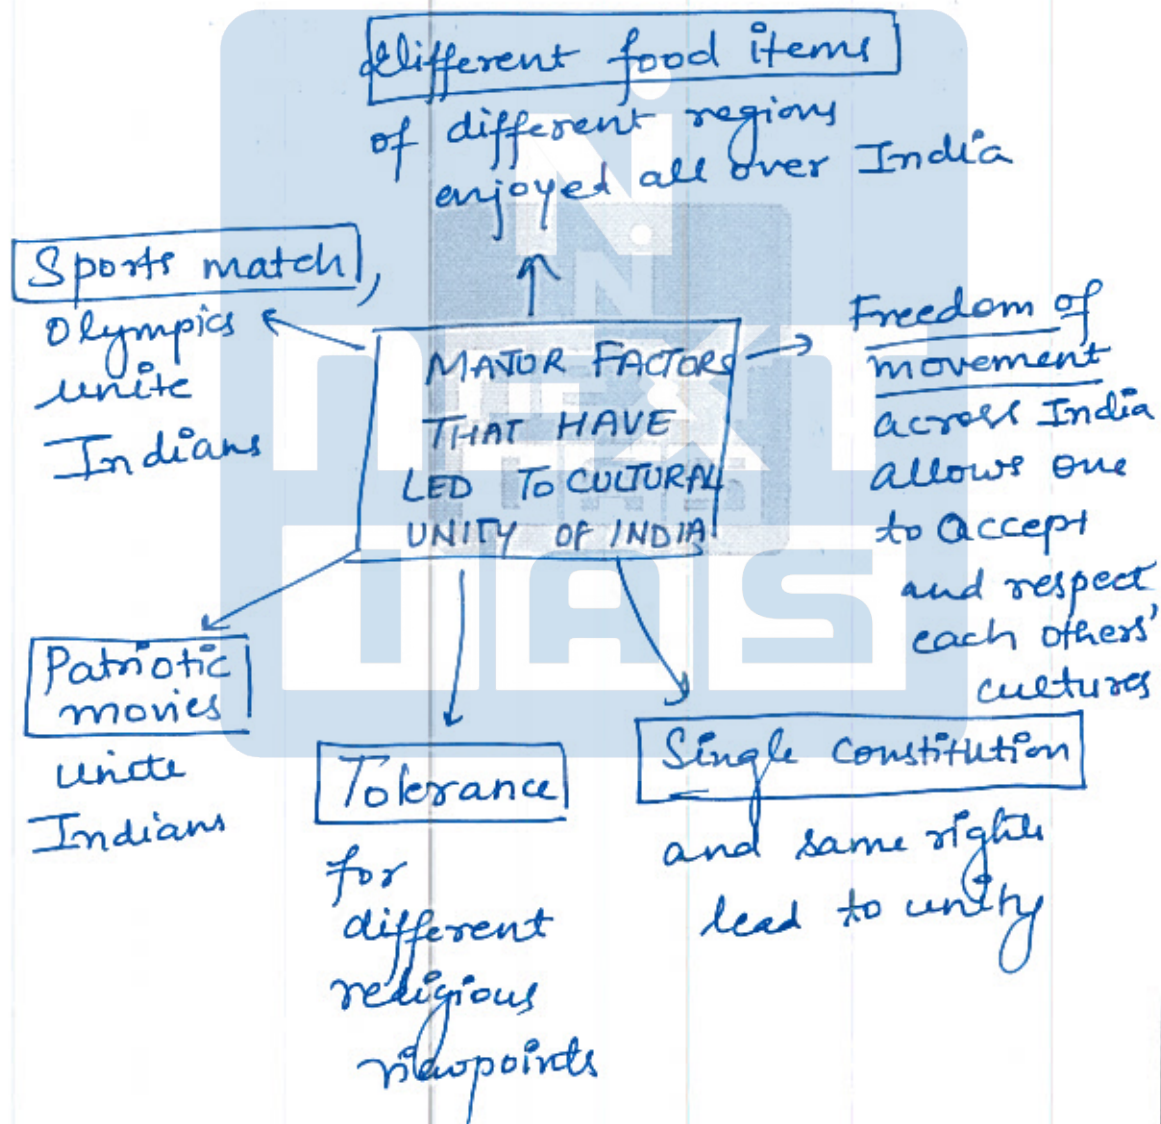 different food items
of different regions
enjoyed all over India
Sports match,
Olympics
unite
Indians
MAJOR FACTORS
THAT HAVE
LED TO CULTURAL
UNITY OF INDIA
Freedom of
movement
across India
allows one
to accept
and respect
each others'
cultures
Patriotic
movies
unite
Indians
Tolerance
for
different
religious
viewpoints
Single constitution
and same rights
lead to unity
NEXT
IAS